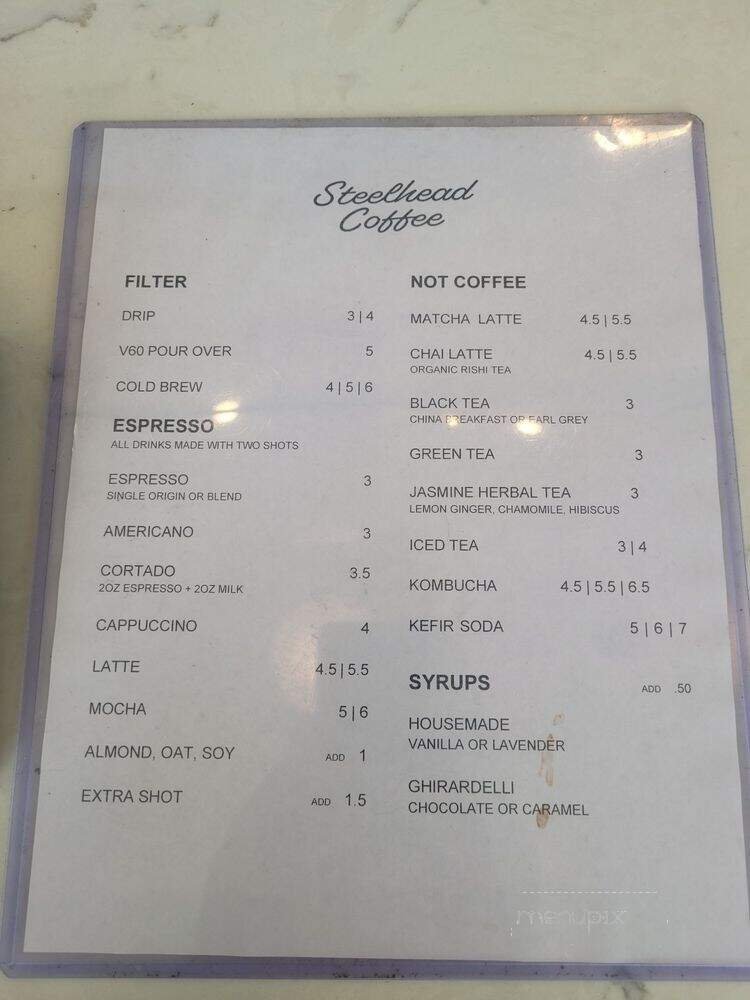 Steelhead
Coffee
FILTER
DRIP 3 | 4
V60 POUR OVER 5
COLD BREW 4 | 5 | 6
ESPRESSO
ALL DRINKS MADE WITH TWO SHOTS
ESPRESSO 3
SINGLE ORIGIN OR BLEND
AMERICANO 3
CORTADO 3.5
2OZ ESPRESSO + 2OZ MILK
CAPPUCCINO 4
LATTE 4.5 | 5.5
MOCHA 5 | 6
ALMOND, OAT, SOY ADD 1
EXTRA SHOT ADD 1.5
NOT COFFEE
MATCHA LATTE 4.5 | 5.5
CHAI LATTE 4.5 | 5.5
ORGANIC RISHI TEA
BLACK TEA 3
CHINA BREAKFAST OR EARL GREY
GREEN TEA 3
JASMINE HERBAL TEA 3
LEMON GINGER, CHAMOMILE, HIBISCUS
ICED TEA 3 | 4
KOMBUCHA 4.5 | 5.5 | 6.5
KEFIR SODA 5 | 6 | 7
SYRUPS ADD .50
HOUSEMADE
VANILLA OR LAVENDER
GHIRARDELLI
CHOCOLATE OR CARAMEL
menupix